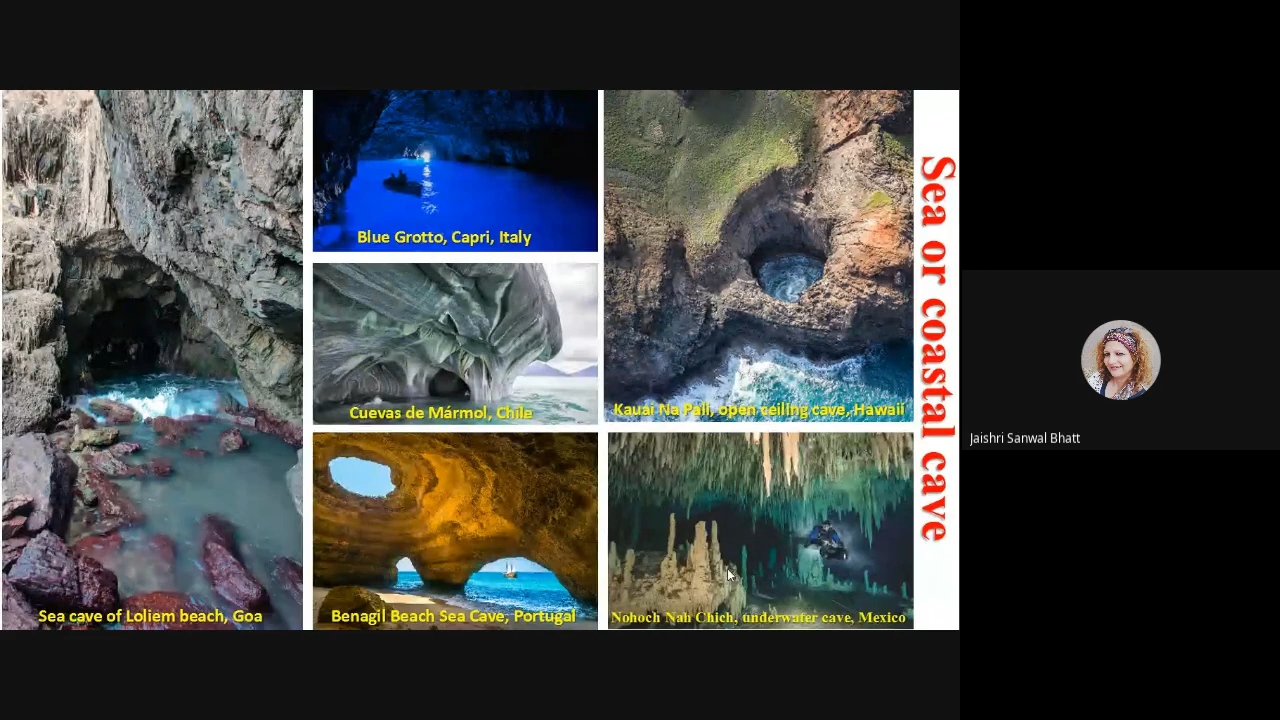 Sea or coastal cave
Blue Grotto, Capri, Italy
Cuevas de Mármol, Chile
Kauai Na Pali, open ceiling cave, Hawaii
Sea cave of Loliem beach, Goa
Benagil Beach Sea Cave, Portugal
Nohoch Nah Chich, underwater cave, Mexico
Jaishri Sanwal Bhatt